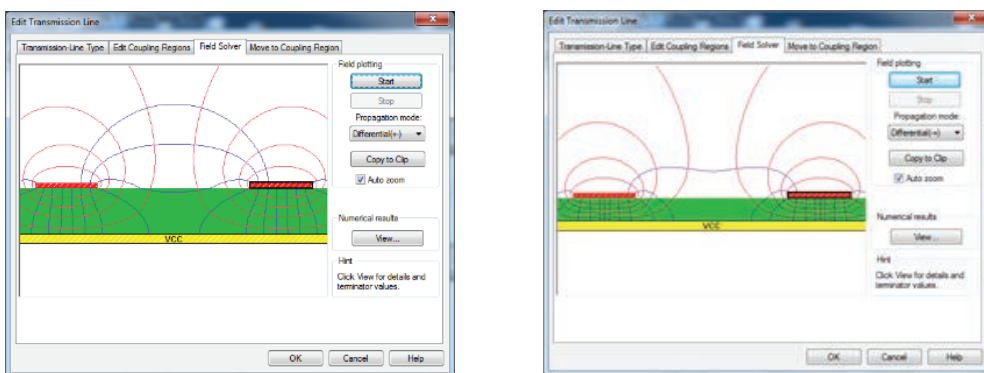 Edit Transmission Line
Transmission-Line Type
Edit Coupling Regions
Field Solver
Move to Coupling Region
Field plotting
Start
Stop
Propagation mode:
Differential(+-)
Copy to Clip
Auto zoom
VCC
Numerical results
View...
Hint
Click View for details and
terminator values.
OK
Cancel
Help
Edit Transmission Line
Transmission-Line Type
Edit Coupling Regions
Field Solver
Move to Coupling Region
Field plotting
Start
Stop
Propagation mode:
Differential(+-)
Copy to Clip
Auto zoom
VCC
Numerical results
View...
Hint
Click View for details and
terminator values.
OK
Cancel
Help